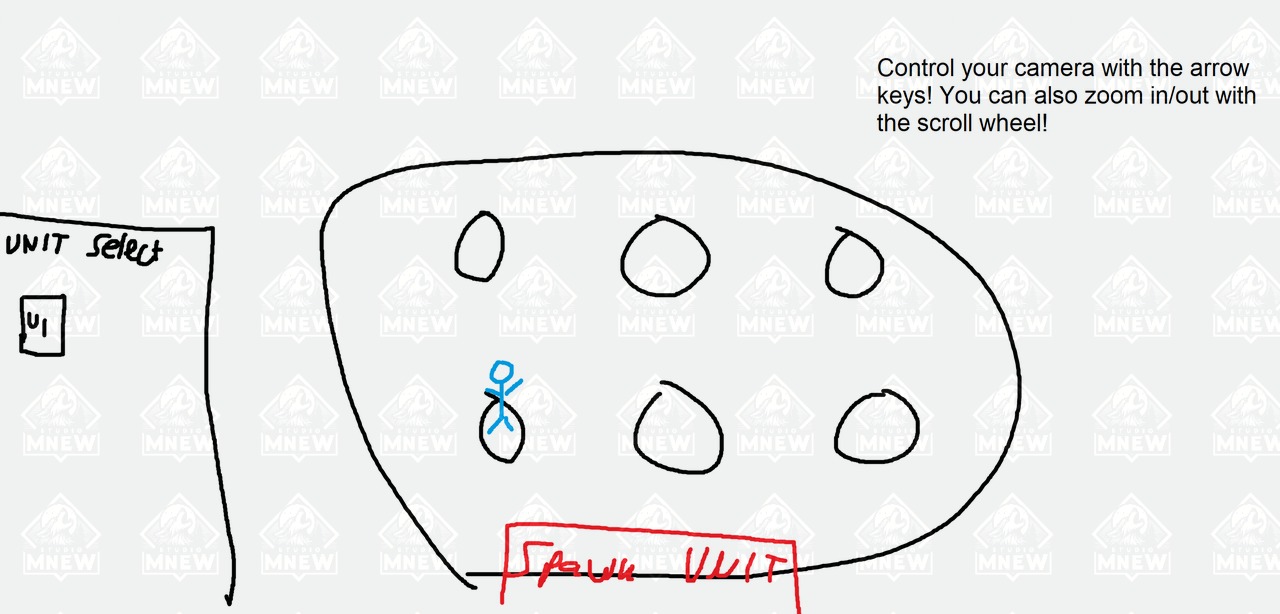 Control your camera with the arrow
keys! You can also zoom in/out with
the scroll wheel!
UNIT Select
U1
Spawn UNIT
STUDIO
MNEW